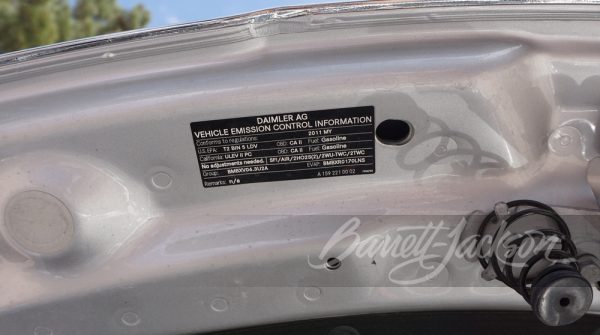 DAIMLER AG
VEHICLE EMISSION CONTROL INFORMATION
Conforms to regulations: 2011 MY
U.S. EPA: T2 BIN 5 LDV OBD: CA II Fuel: Gasoline
California: ULEV II PC OBD: CA II Fuel: Gasoline
No adjustments needed. SFI/AIR/2HO2S(2)/2WU-TWC/2TWC
Group: BMBXV06.3U2A EVAP: BMBXR0170LNS
Remarks: n/a A 159 221 00 02
Barrett-Jackson